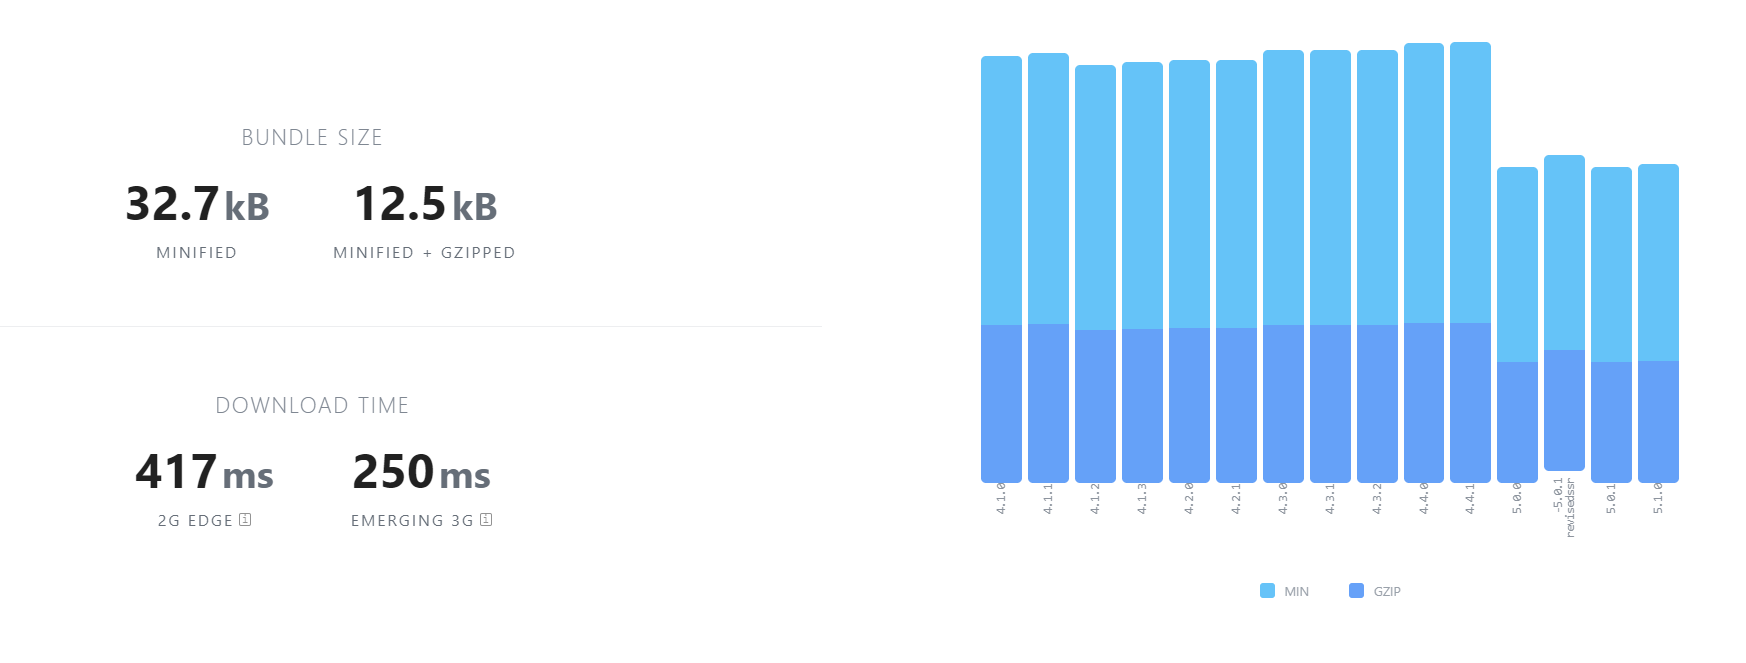 BUNDLE SIZE
32.7 kB
12.5 kB
MINIFIED
MINIFIED + GZIPPED
DOWNLOAD TIME
417 ms
250 ms
2G EDGE
EMERGING 3G
4.1.0
4.1.1
4.1.2
4.1.3
4.2.0
4.2.1
4.3.0
4.3.1
4.3.2
4.4.0
4.4.1
5.0.0
-5.0.1
revisedssr
5.0.1
5.1.0
MIN
GZIP